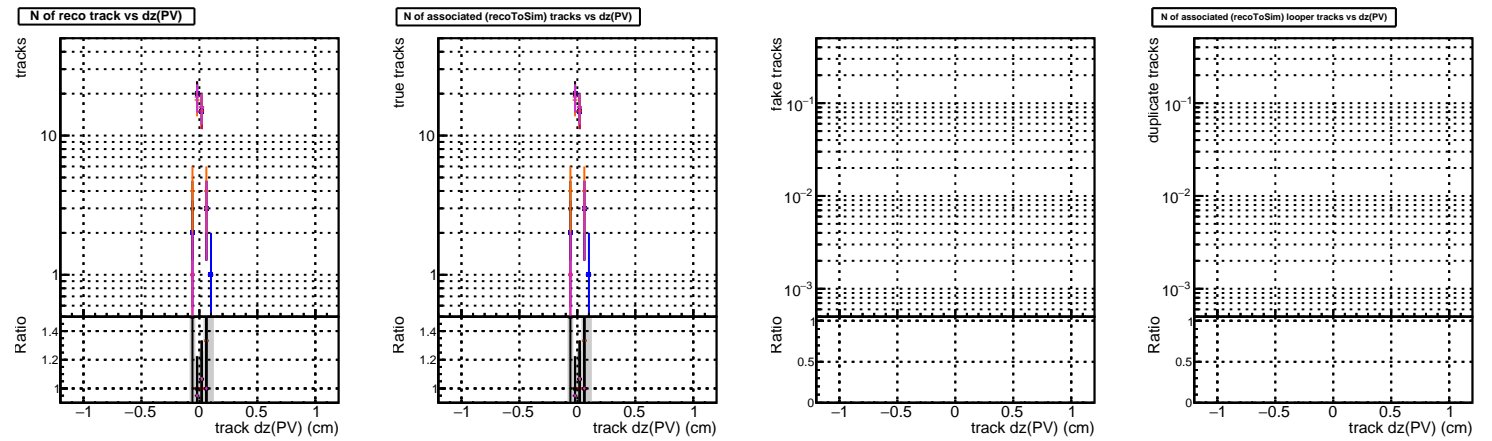 N of reco track vs dz(PV)
tracks
10
1
Ratio
1.4
1.2
1
−1 −0.5 0 0.5 1
track dz(PV) (cm)
N of associated (recoToSim) tracks vs dz(PV)
true tracks
10
1
Ratio
1.4
1.2
1
−1 −0.5 0 0.5 1
track dz(PV) (cm)
fake tracks
10−1
10−2
10−3
Ratio
1
0.5
0
−1 −0.5 0 0.5 1
track dz(PV) (cm)
N of associated (recoToSim) looper tracks vs dz(PV)
duplicate tracks
10−1
10−2
10−3
Ratio
1
0.5
0
−1 −0.5 0 0.5 1
track dz(PV) (cm)